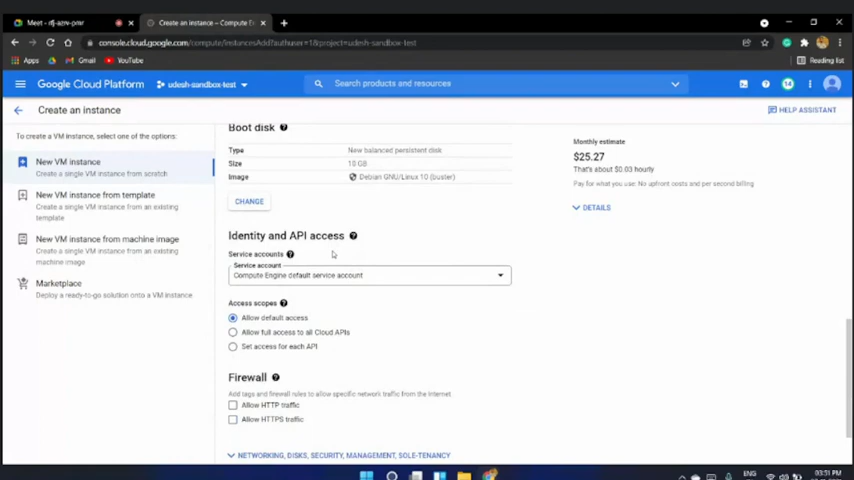 Meet - rfj-azrv-pmr
Create an instance – Compute E
console.cloud.google.com/compute/instancesAdd?authuser=1&project=udesh-sandbox-test
Apps
Gmail
YouTube
Reading list
Google Cloud Platform
udesh-sandbox-test
Search products and resources
14
Create an instance
HELP ASSISTANT
To create a VM instance, select one of the options:
New VM instance
Create a single VM instance from scratch
New VM instance from template
Create a single VM instance from an existing
template
New VM instance from machine image
Create a single VM instance from an existing
machine image
Marketplace
Deploy a ready-to-go solution onto a VM instance
Boot disk
Type New balanced persistent disk
Size 10 GB
Image Debian GNU/Linux 10 (buster)
CHANGE
Identity and API access
Service accounts
Service account
Compute Engine default service account
Access scopes
Allow default access
Allow full access to all Cloud APIs
Set access for each API
Firewall
Add tags and firewall rules to allow specific network traffic from the Internet
Allow HTTP traffic
Allow HTTPS traffic
NETWORKING, DISKS, SECURITY, MANAGEMENT, SOLE-TENANCY
Monthly estimate
$25.27
That's about $0.03 hourly
Pay for what you use: No upfront costs and per second billing
DETAILS
ENG
03:51 PM